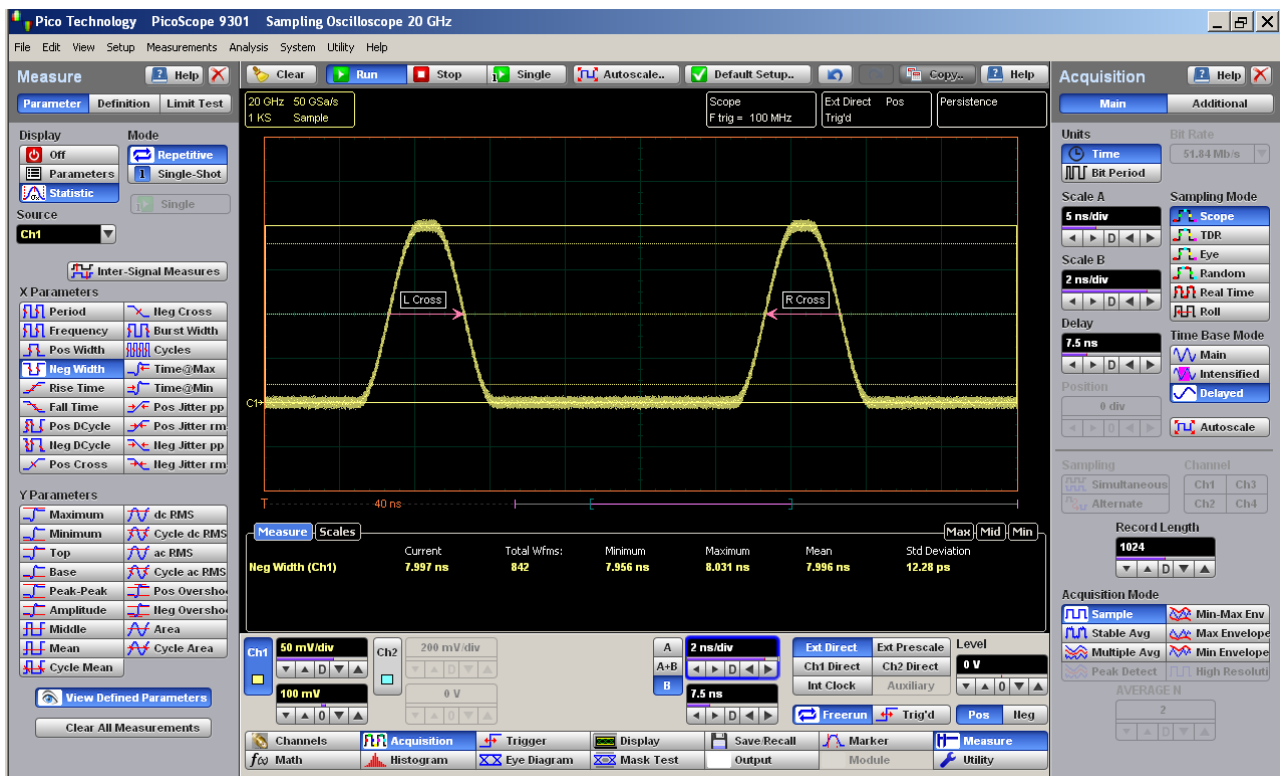 Pico Technology PicoScope 9301 Sampling Oscilloscope 20 GHz
File Edit View Setup Measurements Analysis System Utility Help
Measure
Help
Parameter Definition Limit Test
Display Mode
Off Repetitive
Parameters Single-Shot
Statistic Single
Source
Ch1
Inter-Signal Measures
X Parameters
Period Neg Cross
Frequency Burst Width
Pos Width Cycles
Neg Width Time@Max
Rise Time Time@Min
Fall Time Pos Jitter pp
Pos DCycle Pos Jitter rm
Neg DCycle Neg Jitter pp
Pos Cross Neg Jitter rm
Y Parameters
Maximum dc RMS
Minimum Cycle dc RMS
Top ac RMS
Base Cycle ac RMS
Peak-Peak Pos Oversho
Amplitude Neg Oversho
Middle Area
Mean Cycle Area
Cycle Mean
View Defined Parameters
Clear All Measurements
Clear Run Stop Single Autoscale.. Default Setup.. Copy.. Help
20 GHz 50 GSa/s
1 KS Sample
Scope
F trig = 100 MHz
Ext Direct Pos
Trig'd
Persistence
L Cross R Cross
C1
T 40 ns
Measure Scales Max Mid Min
Current Total Wfms: Minimum Maximum Mean Std Deviation
Neg Width (Ch1) 7.997 ns 842 7.956 ns 8.031 ns 7.996 ns 12.28 ps
Ch1 50 mV/div
100 mV
0
Ch2 200 mV/div
D
0 V
A 2 ns/div
A+B D
B 7.5 ns
D
Ext Direct Ext Prescale
Ch1 Direct Ch2 Direct
Int Clock Auxiliary
Freerun Trig'd
Level
0 V
0
Pos Neg
Channels Acquisition Trigger Display Save/Recall Marker Measure
f(x) Math Histogram Eye Diagram Mask Test Output Module Utility
Acquisition
Help
Main Additional
Units Bit Rate
Time 51.84 Mb/s
Bit Period
Scale A
5 ns/div
D
Scale B
2 ns/div
D
Delay
7.5 ns
D
Position
0 div
0
Sampling Mode
Scope
TDR
Eye
Random
Real Time
Roll
Time Base Mode
Main
Intensified
Delayed
Autoscale
Sampling Channel
Simultaneous Ch1 Ch3
Alternate Ch2 Ch4
Record Length
1024
D
Acquisition Mode
Sample Min-Max Env
Stable Avg Max Envelope
Multiple Avg Min Envelope
Peak Detect High Resoluti
AVERAGE N
2
D